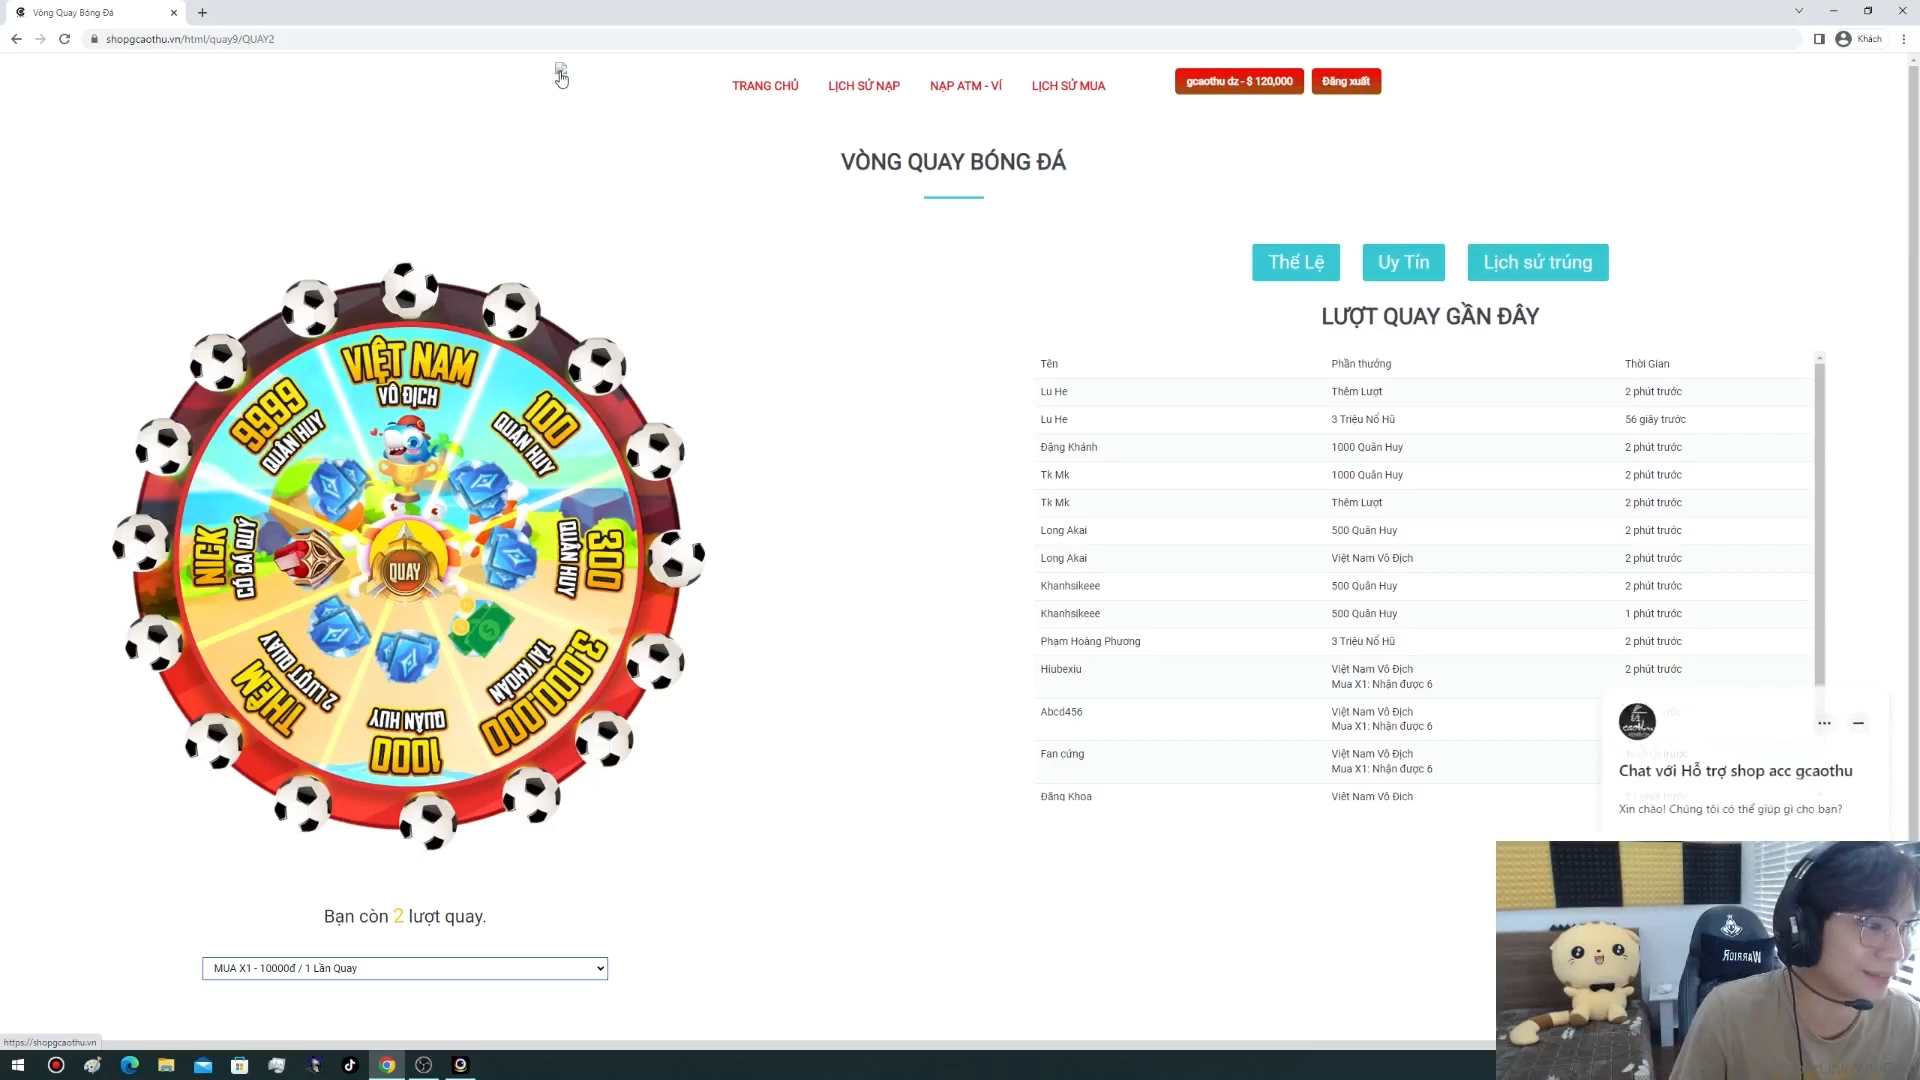 Vòng Quay Bóng Đá
shopgcaothu.vn/html/quay9/QUAY2
Khách
TRANG CHỦ
LỊCH SỬ NẠP
NẠP ATM - VÍ
LỊCH SỬ MUA
gcaothu dz - $ 120,000
Đăng xuất
VÒNG QUAY BÓNG ĐÁ
VIỆT NAM
VÔ ĐỊCH
100
QUÂN HUY
300
QUÂN HUY
3.000.000
TÀI KHOẢN
1000
QUÂN HUY
THÊM
2 LƯỢT QUAY
NICK
CÓ ĐÁ QUÝ
9999
QUÂN HUY
QUAY
Bạn còn 2 lượt quay.
MUA X1 - 10000đ / 1 Lần Quay
Thể Lệ
Uy Tín
Lịch sử trúng
LƯỢT QUAY GẦN ĐÂY
Tên Phần thưởng Thời Gian
Lu He Thêm Lượt 2 phút trước
Lu He 3 Triệu Nổ Hũ 56 giây trước
Đặng Khánh 1000 Quân Huy 2 phút trước
Tk Mk 1000 Quân Huy 2 phút trước
Tk Mk Thêm Lượt 2 phút trước
Long Akai 500 Quân Huy 2 phút trước
Long Akai Việt Nam Vô Địch 2 phút trước
Khanhsikeee 500 Quân Huy 2 phút trước
Khanhsikeee 500 Quân Huy 1 phút trước
Phạm Hoàng Phương 3 Triệu Nổ Hũ 2 phút trước
Hiubexiu Việt Nam Vô Địch 2 phút trước
Mua X1: Nhận được 6
Abcd456 Việt Nam Vô Địch
Mua X1: Nhận được 6
Fan cứng Việt Nam Vô Địch
Mua X1: Nhận được 6
Đăng Khoa Việt Nam Vô Địch
Chat với Hỗ trợ shop acc gcaothu
Xin chào! Chúng tôi có thể giúp gì cho bạn?
WARRIOR
https://shopgcaothu.vn